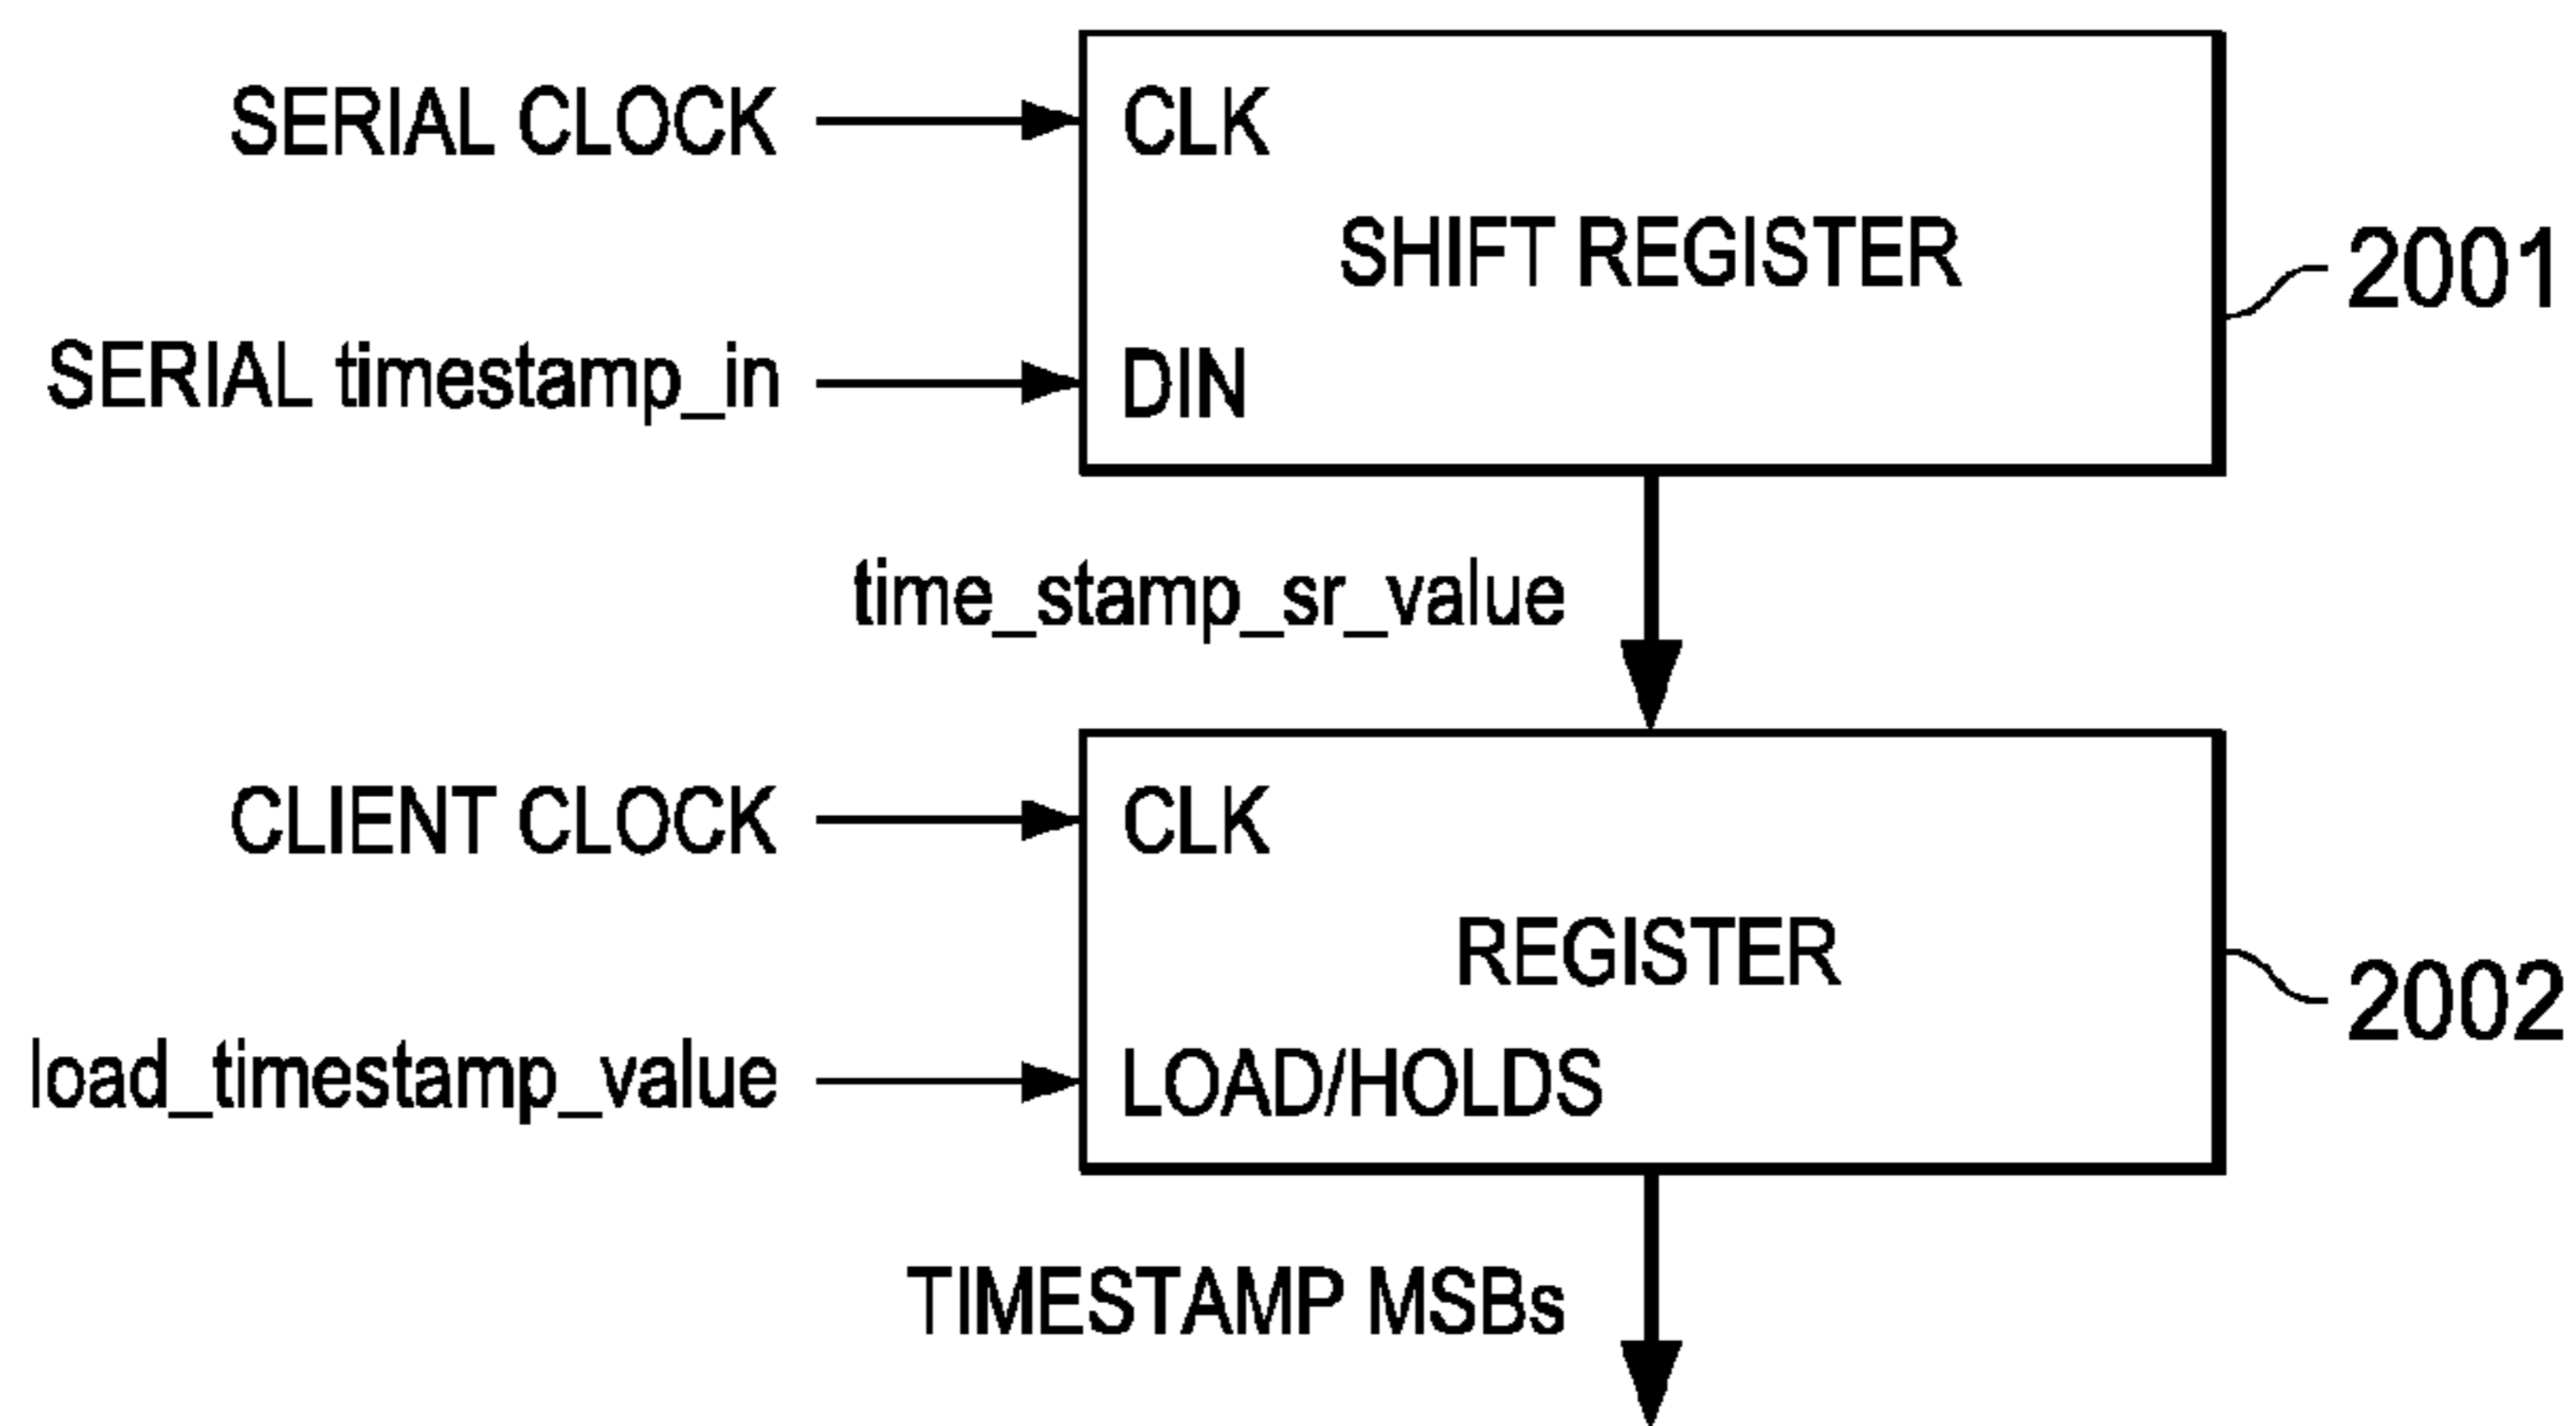 SERIAL CLOCK
CLK
SHIFT REGISTER
2001
SERIAL timestamp_in
DIN
time_stamp_sr_value
CLIENT CLOCK
CLK
REGISTER
2002
load_timestamp_value
LOAD/HOLDS
TIMESTAMP MSBs